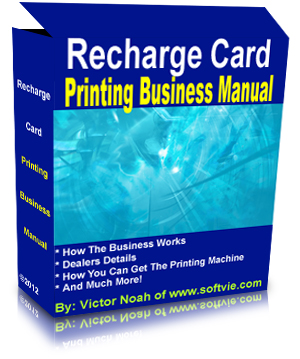 Recharge Card
Printing Business Manual
* How The Business Works
* Dealers Details
* How You Can Get The Printing Machine
* And Much More!
By: Victor Noah of www.softvie.com
Recharge
Card
Printing
Business
Manual
©2012